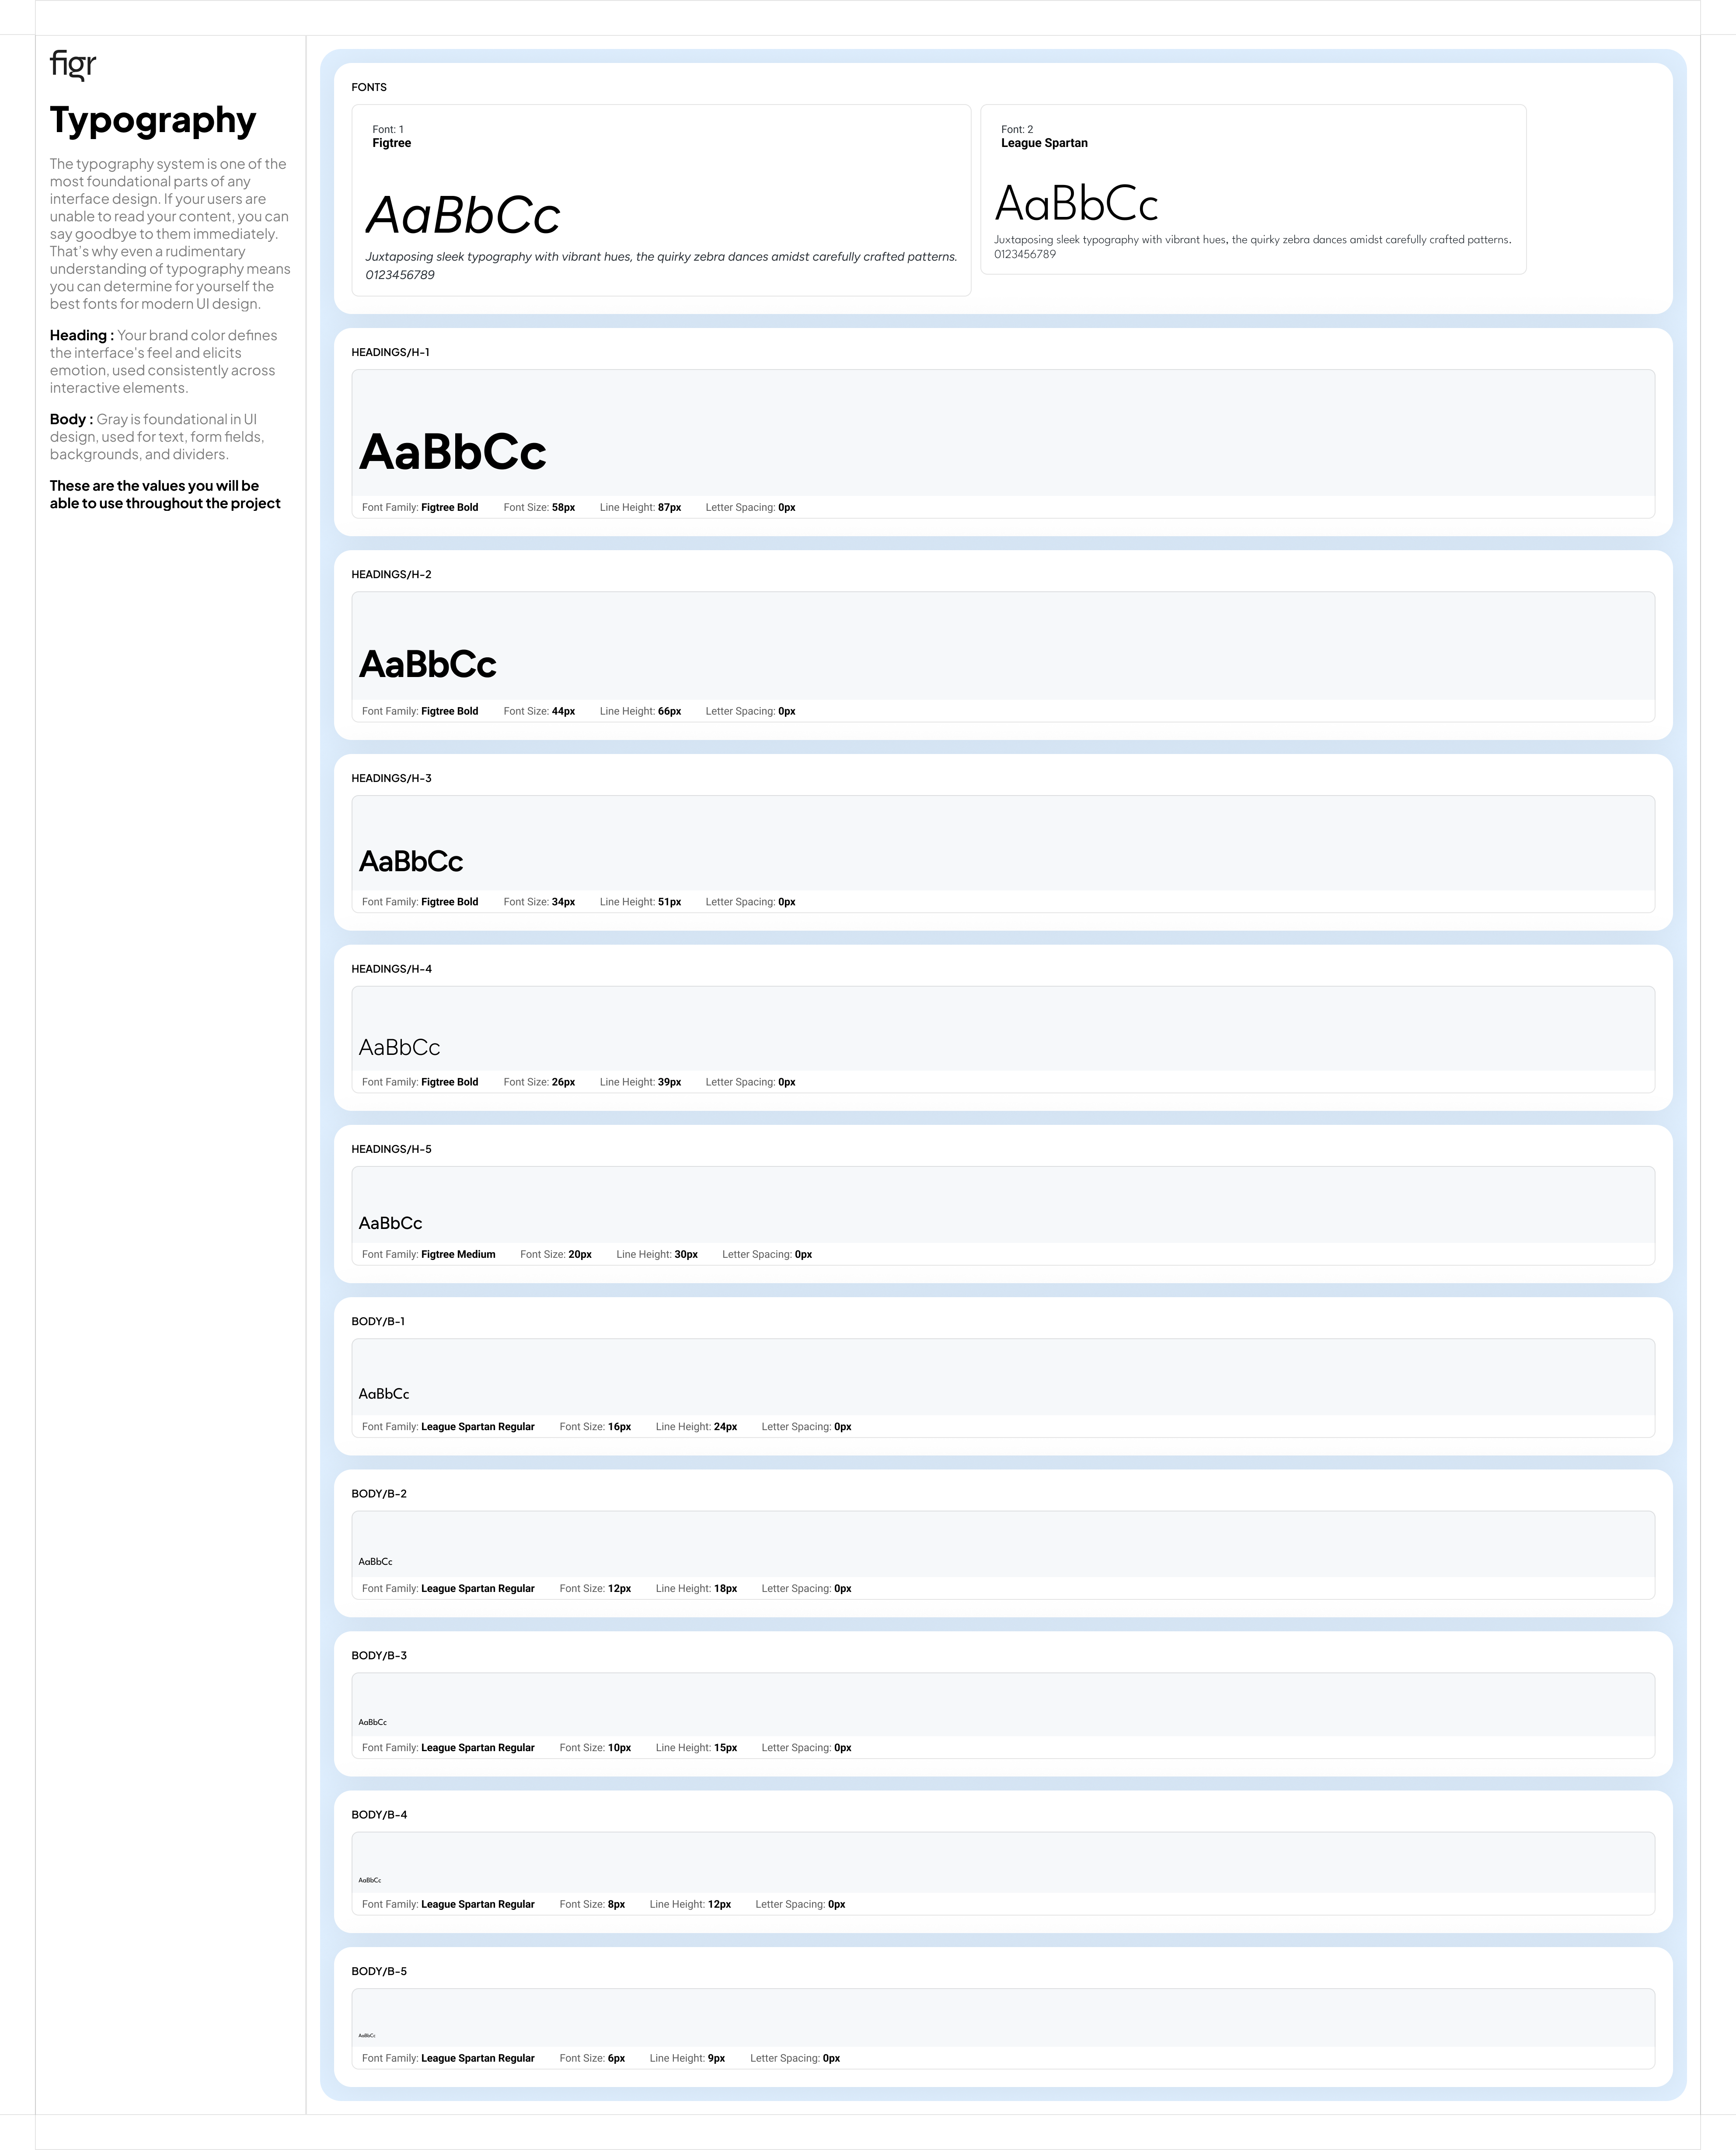 figr
Typography
The typography system is one of the
most foundational parts of any
interface design. If your users are
unable to read your content, you can
say goodbye to them immediately.
That's why even a rudimentary
understanding of typography means
you can determine for yourself the
best fonts for modern UI design.
Heading : Your brand color defines
the interface's feel and elicits
emotion, used consistently across
interactive elements.
Body : Gray is foundational in UI
design, used for text, form fields,
backgrounds, and dividers.
These are the values you will be
able to use throughout the project
FONTS
Font: 1
Figtree
AaBbCc
Juxtaposing sleek typography with vibrant hues, the quirky zebra dances amidst carefully crafted patterns.
0123456789
Font: 2
League Spartan
AaBbCc
Juxtaposing sleek typography with vibrant hues, the quirky zebra dances amidst carefully crafted patterns.
0123456789
HEADINGS/H-1
AaBbCc
Font Family: Figtree Bold Font Size: 58px Line Height: 87px Letter Spacing: 0px
HEADINGS/H-2
AaBbCc
Font Family: Figtree Bold Font Size: 44px Line Height: 66px Letter Spacing: 0px
HEADINGS/H-3
AaBbCc
Font Family: Figtree Bold Font Size: 34px Line Height: 51px Letter Spacing: 0px
HEADINGS/H-4
AaBbCc
Font Family: Figtree Bold Font Size: 26px Line Height: 39px Letter Spacing: 0px
HEADINGS/H-5
AaBbCc
Font Family: Figtree Medium Font Size: 20px Line Height: 30px Letter Spacing: 0px
BODY/B-1
AaBbCc
Font Family: League Spartan Regular Font Size: 16px Line Height: 24px Letter Spacing: 0px
BODY/B-2
AaBbCc
Font Family: League Spartan Regular Font Size: 12px Line Height: 18px Letter Spacing: 0px
BODY/B-3
AaBbCc
Font Family: League Spartan Regular Font Size: 10px Line Height: 15px Letter Spacing: 0px
BODY/B-4
AaBbCc
Font Family: League Spartan Regular Font Size: 8px Line Height: 12px Letter Spacing: 0px
BODY/B-5
AaBbCc
Font Family: League Spartan Regular Font Size: 6px Line Height: 9px Letter Spacing: 0px